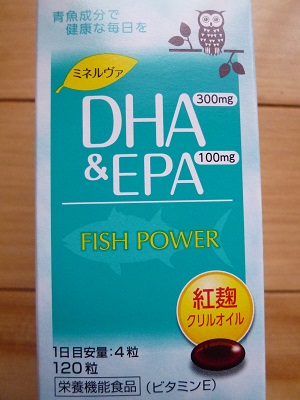 青魚成分で
健康な毎日を
ミネルヴァ
DHA 300mg
&EPA 100mg
FISH POWER
紅麹
クリルオイル
1日目安量:4粒
120粒
栄養機能食品 (ビタミンE)